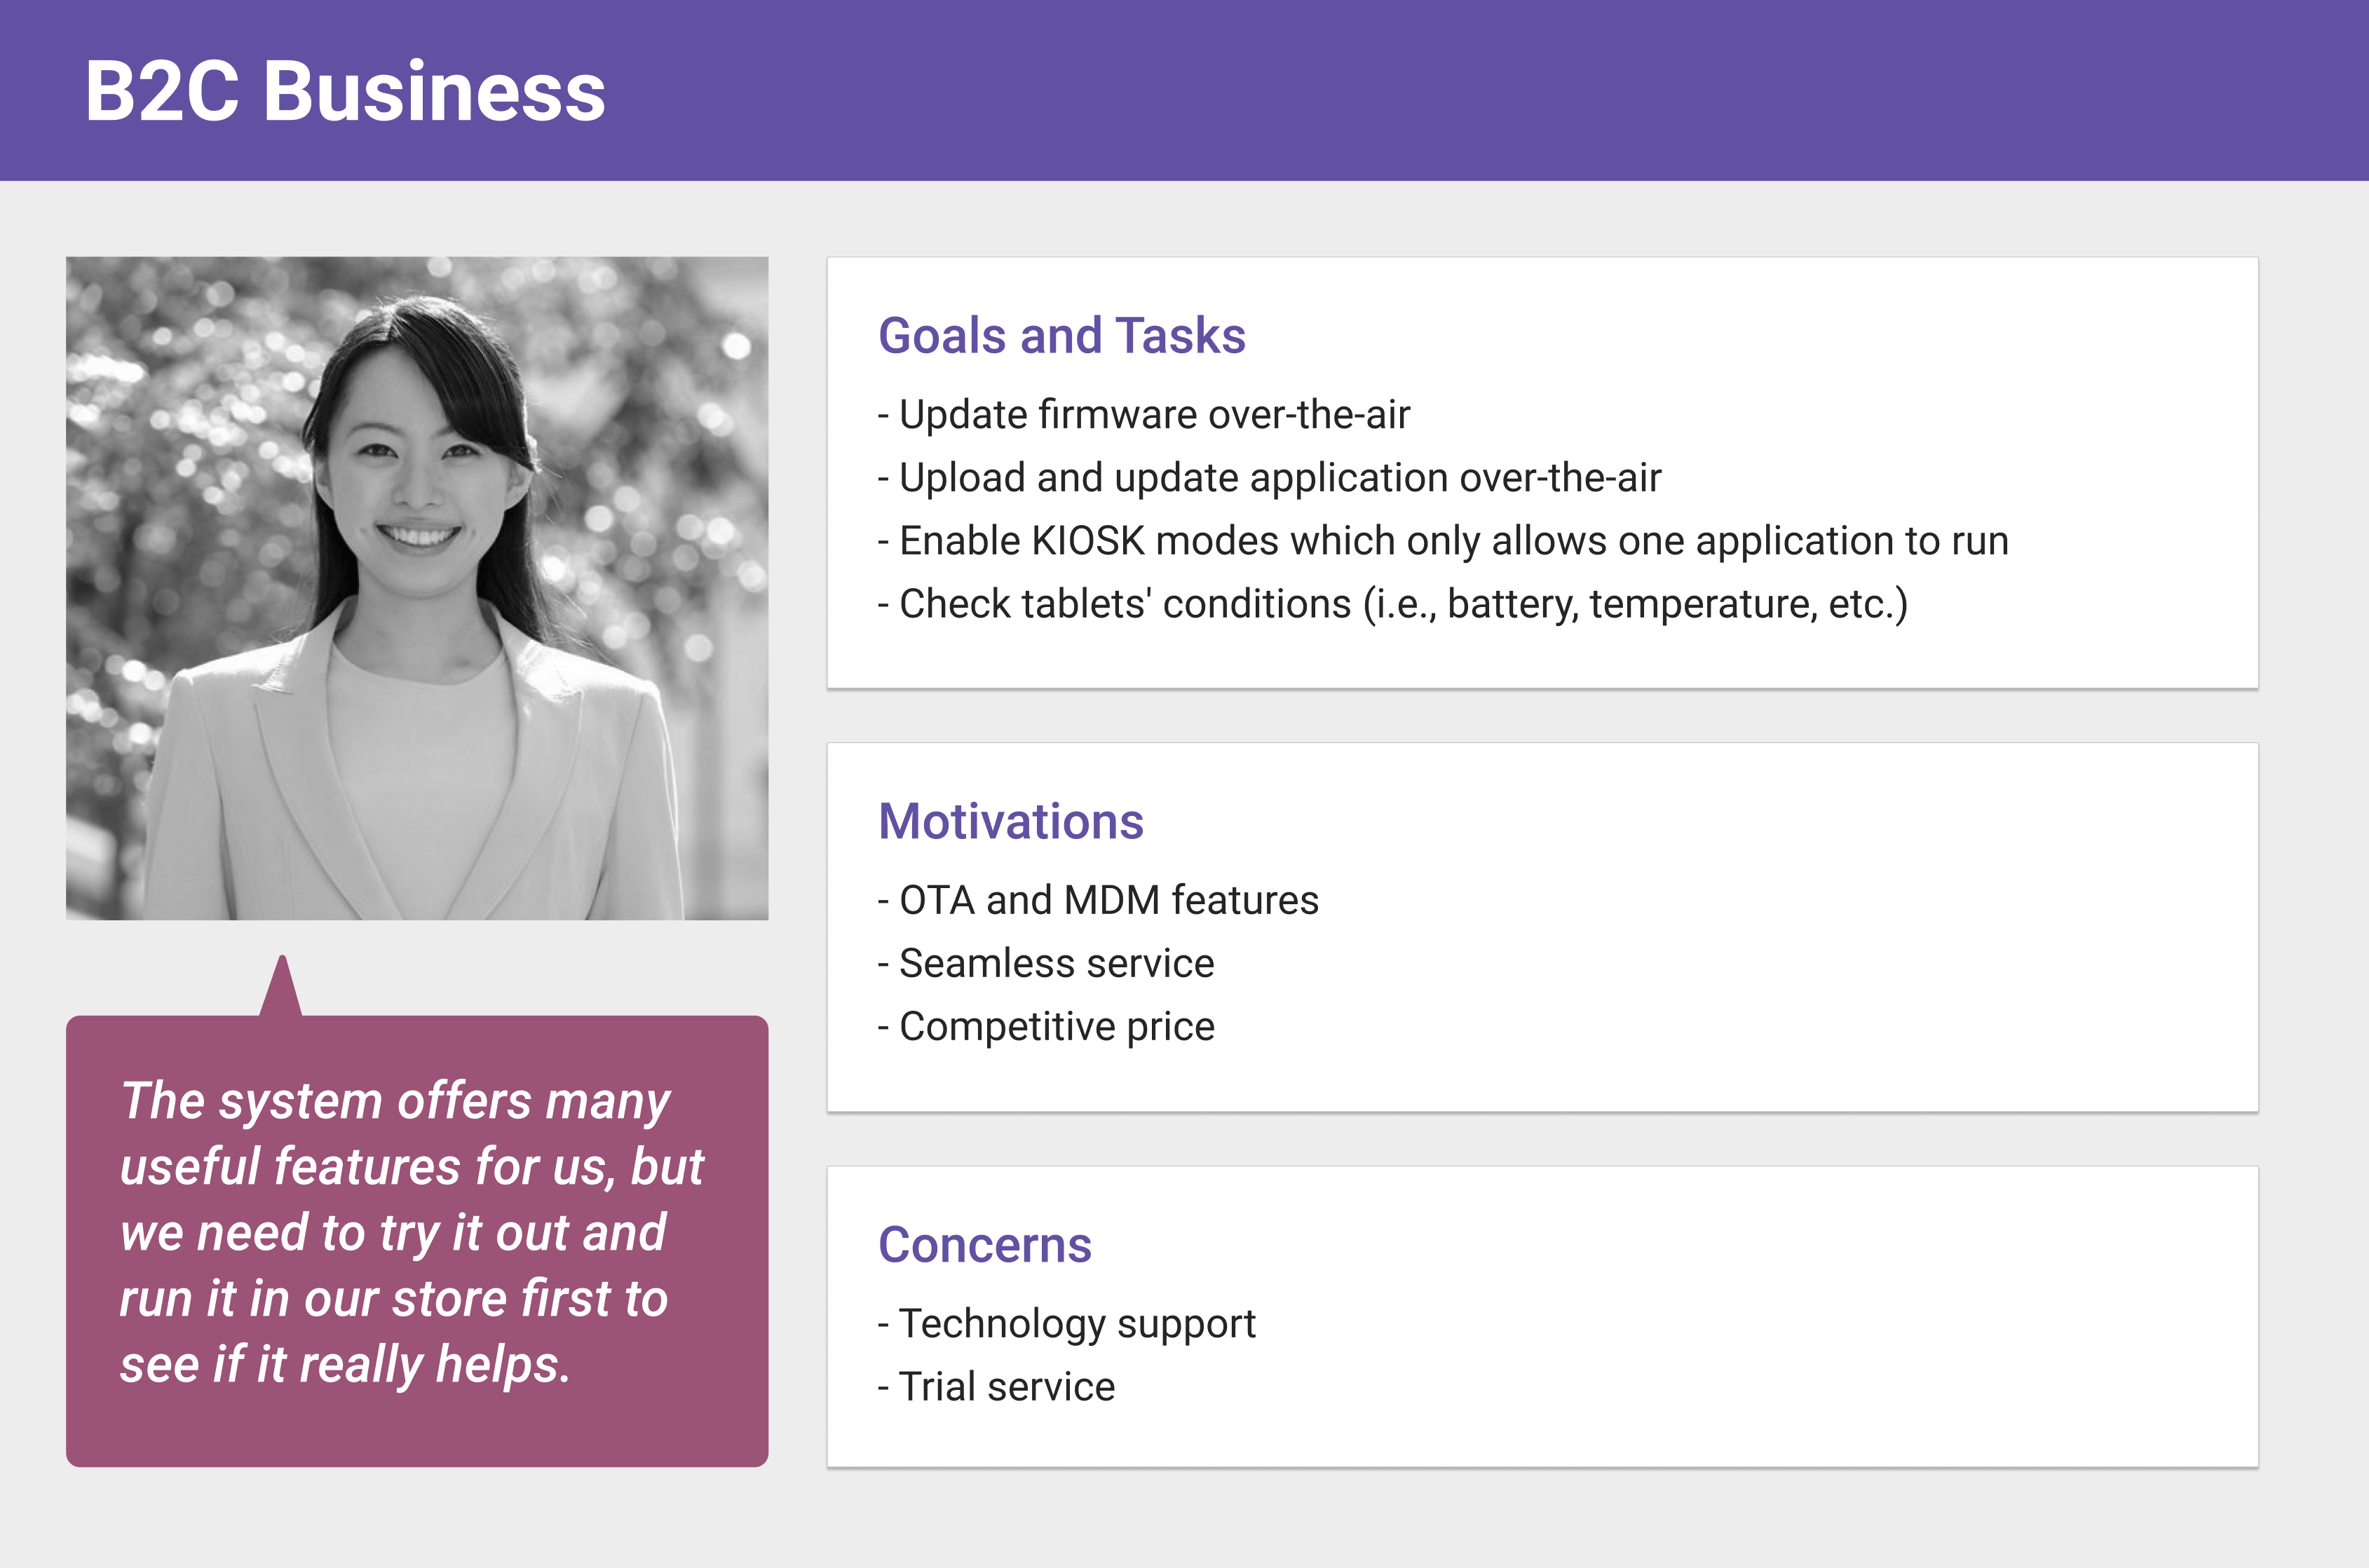 B2C Business
The system offers many
useful features for us, but
we need to try it out and
run it in our store first to
see if it really helps.
Goals and Tasks
- Update firmware over-the-air
- Upload and update application over-the-air
- Enable KIOSK modes which only allows one application to run
- Check tablets' conditions (i.e., battery, temperature, etc.)
Motivations
- OTA and MDM features
- Seamless service
- Competitive price
Concerns
- Technology support
- Trial service